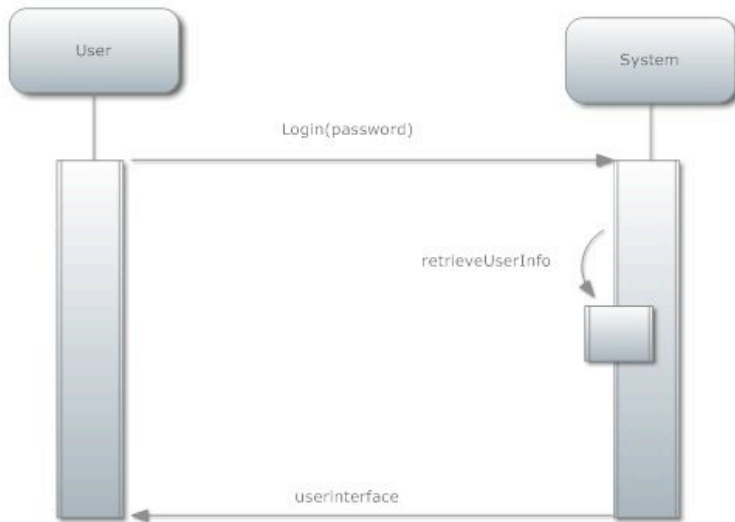 User
System
Login(password)
retrieveUserInfo
userinterface